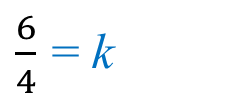 6/4 = k